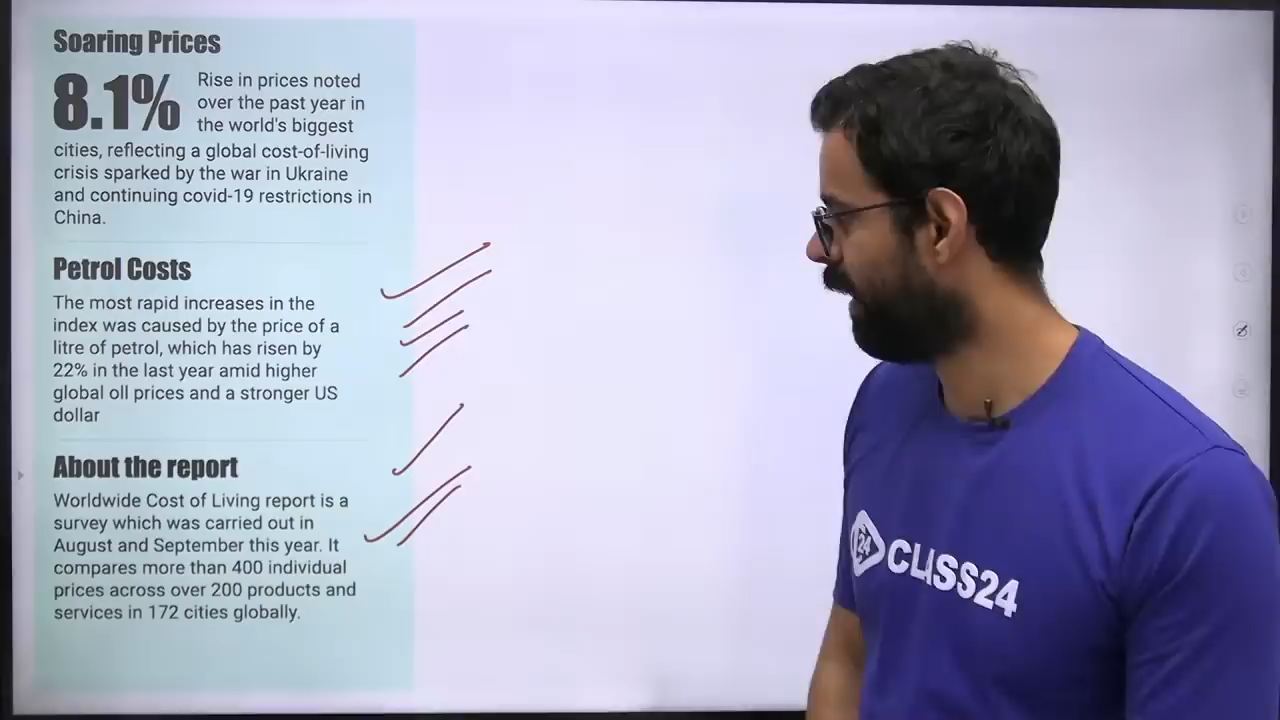 Soaring Prices
8.1%
Rise in prices noted
over the past year in
the world's biggest
cities, reflecting a global cost-of-living
crisis sparked by the war in Ukraine
and continuing covid-19 restrictions in
China.
Petrol Costs
The most rapid increases in the
index was caused by the price of a
litre of petrol, which has risen by
22% in the last year amid higher
global oll prices and a stronger US
dollar
About the report
Worldwide Cost of Living report is a
survey which was carried out in
August and September this year. It
compares more than 400 individual
prices across over 200 products and
services in 172 cities globally.
24 CLASS24